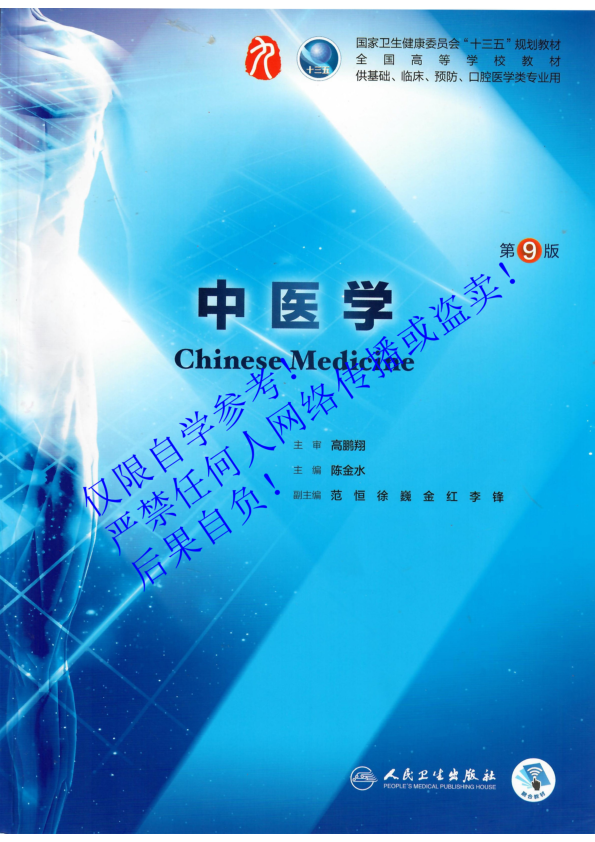 九
十三五
国家卫生健康委员会“十三五”规划教材
全国高等学校教材
供基础、临床、预防、口腔医学类专业用
第9版
中医学
Chinese Medicine
仅限自学参考！
严禁任何人网络传播或盗卖！
后果自负！
主 审 高鹏翔
主 编 陈金水
副主编 范 恒 徐 巍 金 红 李 锋
人民卫生出版社
PEOPLE'S MEDICAL PUBLISHING HOUSE
融合教材